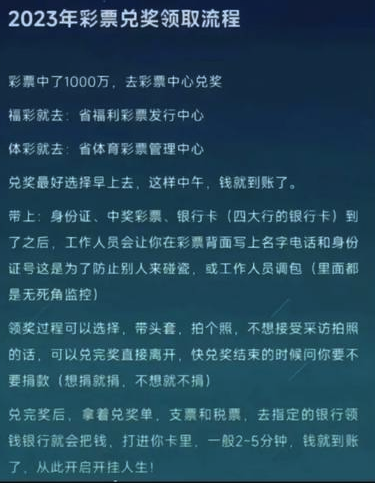 2023年彩票兑奖领取流程
彩票中了1000万，去彩票中心兑奖
福彩就去：省福利彩票发行中心
体彩就去：省体育彩票管理中心
兑奖最好选择早上去，这样中午，钱就到账了。
带上：身份证、中奖彩票、银行卡（四大行的银行卡）到
了之后，工作人员会让你在彩票背面写上名字电话和身份
证号这是为了防止别人来碰瓷，或工作人员调包（里面都
是无死角监控）
领奖过程可以选择，带头套，拍个照，不想接受采访拍照
的话，可以兑完奖直接离开，快兑奖结束的时候问你要不
要捐款（想捐就捐，不想就不捐）
兑完奖后，拿着兑奖单，支票和税票，去指定的银行领
钱银行就会把钱，打进你卡里，一般2~5分钟，钱就到账
了，从此开启开挂人生！